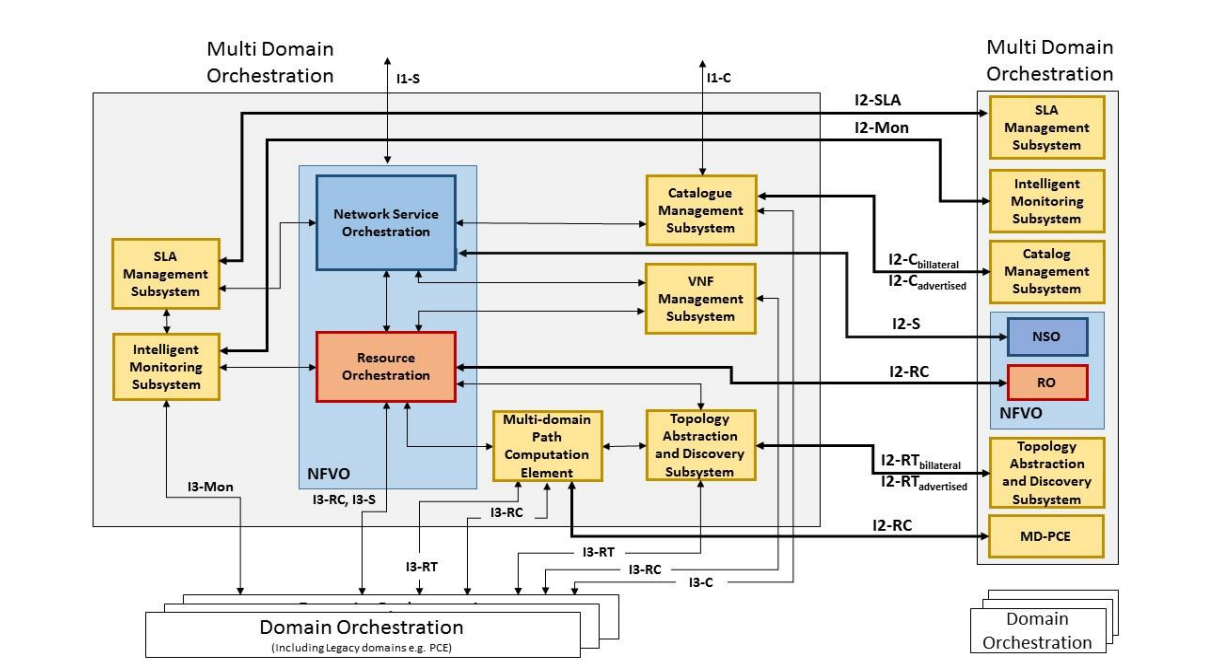 Multi Domain
Orchestration
Multi Domain
Orchestration
I1-S
I1-C
I2-SLA
SLA
Management
Subsystem
I2-Mon
Intelligent
Monitoring
Subsystem
Network Service
Orchestration
Catalogue
Management
Subsystem
SLA
Management
Subsystem
I2-Cbillateral
I2-Cadvertised
Catalog
Management
Subsystem
VNF
Management
Subsystem
I2-S
NSO
Intelligent
Monitoring
Subsystem
Resource
Orchestration
I2-RC
RO
NFVO
Multi-domain
Path
Computation
Element
Topology
Abstraction
and Discovery
Subsystem
I2-RTbillateral
I2-RTadvertised
Topology
Abstraction
and Discovery
Subsystem
NFVO
I3-Mon
I3-RC, I3-S
I3-RC
I2-RC
MD-PCE
I3-RT
I3-RT
I3-RC
I3-C
Domain Orchestration
(Including Legacy domains e.g. PCE)
Domain
Orchestration